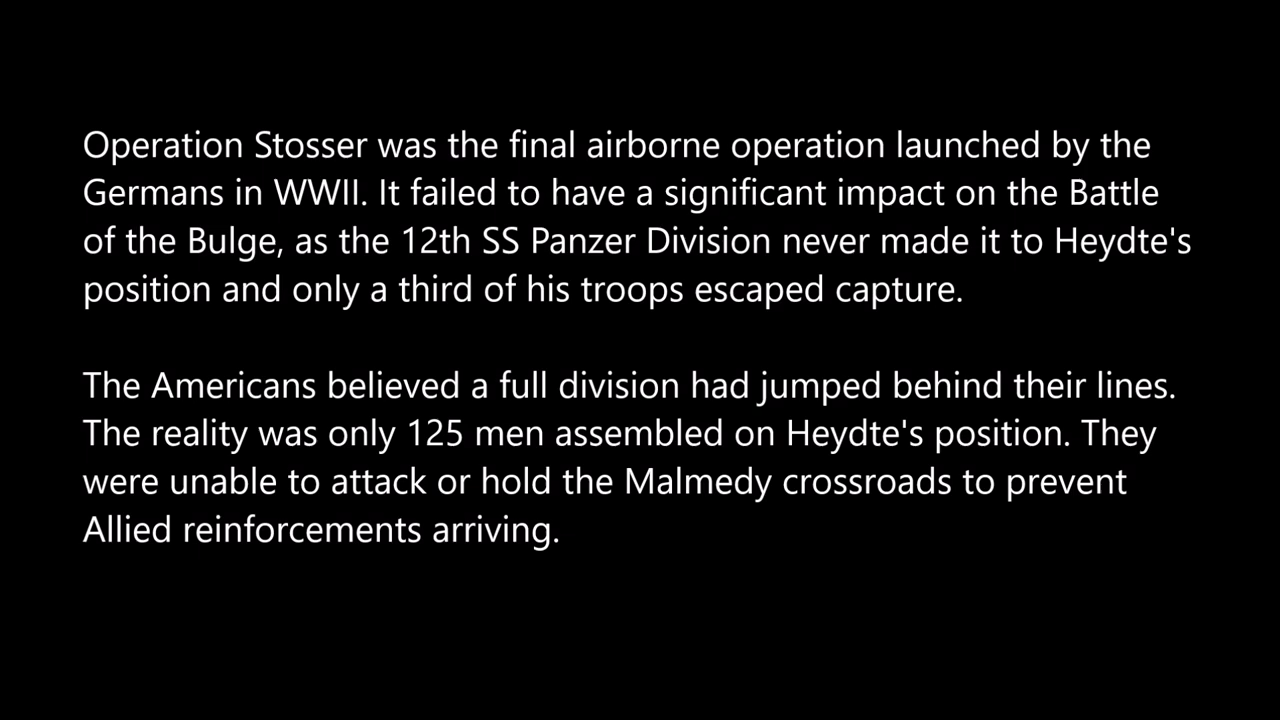 Operation Stosser was the final airborne operation launched by the
Germans in WWII. It failed to have a significant impact on the Battle
of the Bulge, as the 12th SS Panzer Division never made it to Heydte's
position and only a third of his troops escaped capture.
The Americans believed a full division had jumped behind their lines.
The reality was only 125 men assembled on Heydte's position. They
were unable to attack or hold the Malmedy crossroads to prevent
Allied reinforcements arriving.